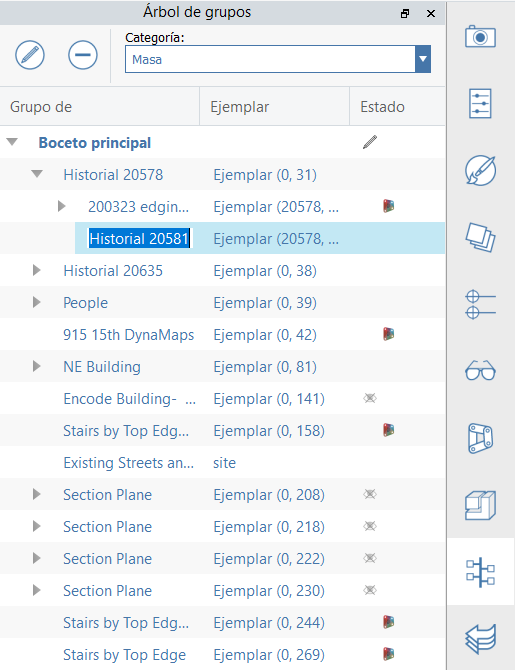 Árbol de grupos
Categoría:
Masa
Grupo de Ejemplar Estado
Boceto principal
Historial 20578 Ejemplar (0, 31)
200323 edgin... Ejemplar (20578, ...
Historial 20581 Ejemplar (20578, ...
Historial 20635 Ejemplar (0, 38)
People Ejemplar (0, 39)
915 15th DynaMaps Ejemplar (0, 42)
NE Building Ejemplar (0, 81)
Encode Building- ... Ejemplar (0, 141)
Stairs by Top Edg... Ejemplar (0, 158)
Existing Streets an... site
Section Plane Ejemplar (0, 208)
Section Plane Ejemplar (0, 218)
Section Plane Ejemplar (0, 222)
Section Plane Ejemplar (0, 230)
Stairs by Top Edg... Ejemplar (0, 244)
Stairs by Top Edge Ejemplar (0, 269)